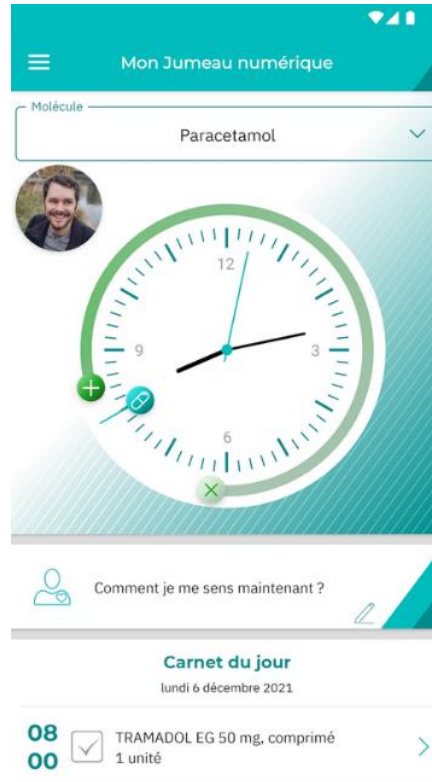 Mon Jumeau numérique
Molécule
Paracetamol
12
9
3
6
Comment je me sens maintenant ?
Carnet du jour
lundi 6 décembre 2021
08
00
TRAMADOL EG 50 mg, comprimé
1 unité